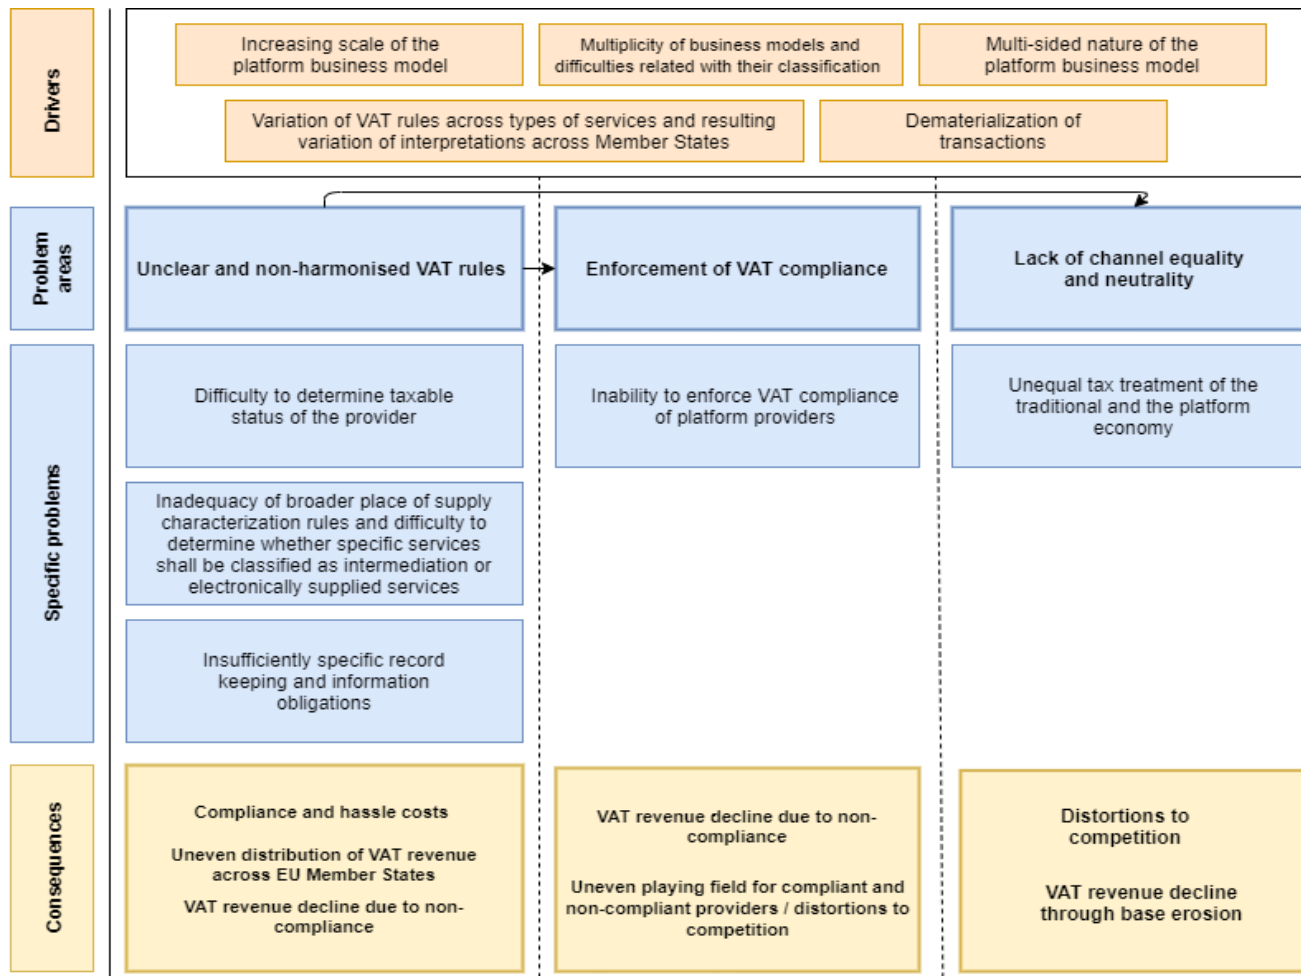 Drivers
Increasing scale of the
platform business model
Multiplicity of business models and
difficulties related with their classification
Multi-sided nature of the
platform business model
Variation of VAT rules across types of services and resulting
variation of interpretations across Member States
Dematerialization of
transactions
Problem
areas
Unclear and non-harmonised VAT rules
Enforcement of VAT compliance
Lack of channel equality
and neutrality
Specific problems
Difficulty to determine taxable
status of the provider
Inability to enforce VAT compliance
of platform providers
Unequal tax treatment of the
traditional and the platform
economy
Inadequacy of broader place of supply
characterization rules and difficulty to
determine whether specific services
shall be classified as intermediation or
electronically supplied services
Insufficiently specific record
keeping and information
obligations
Consequences
Compliance and hassle costs
Uneven distribution of VAT revenue
across EU Member States
VAT revenue decline due to non-
compliance
VAT revenue decline due to non-
compliance
Uneven playing field for compliant and
non-compliant providers / distortions to
competition
Distortions to
competition
VAT revenue decline
through base erosion